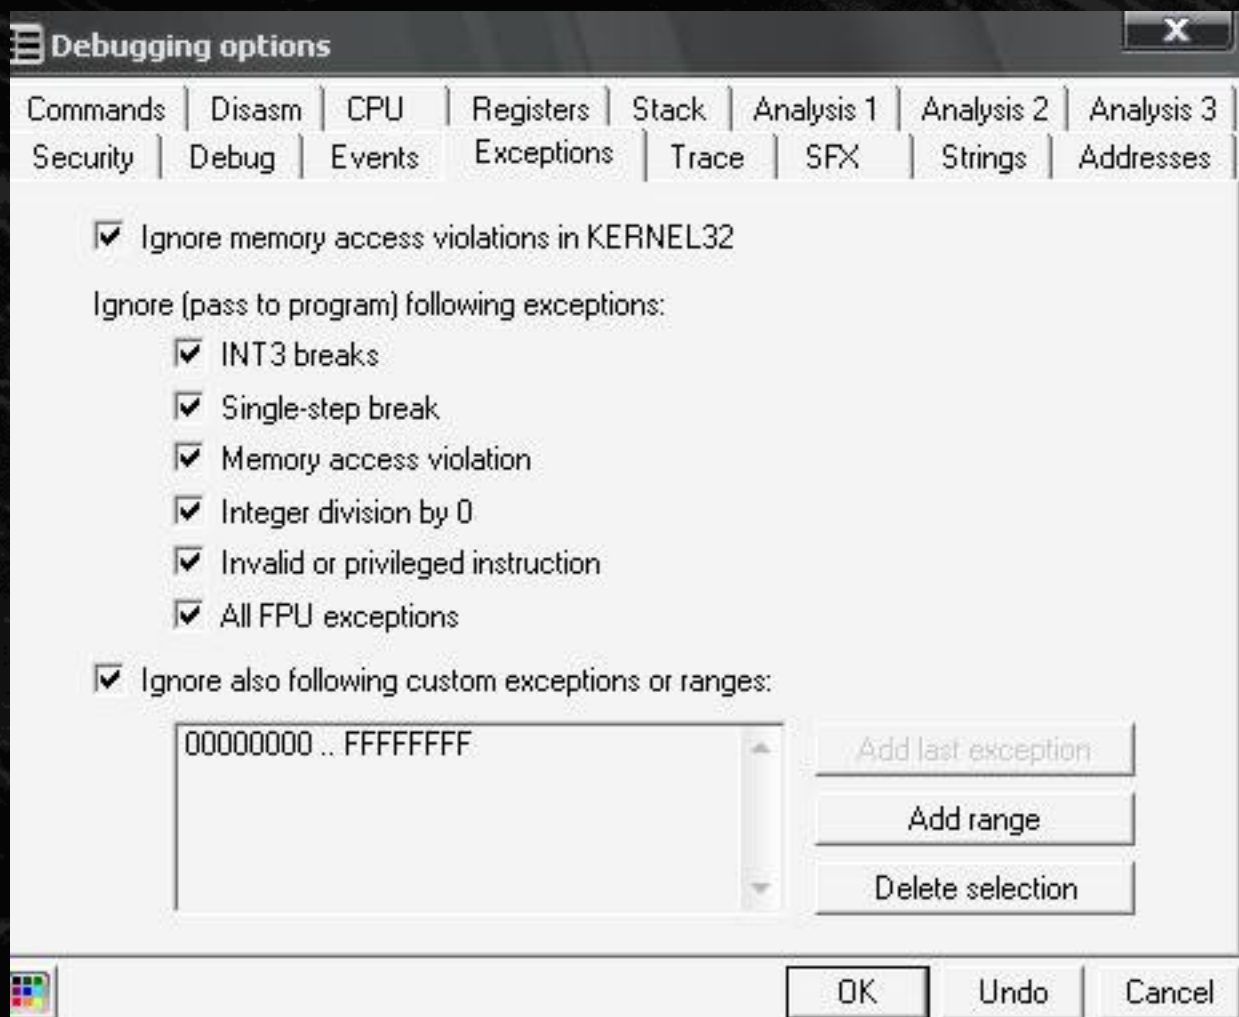 X
Debugging options
Commands Disasm CPU Registers Stack Analysis 1 Analysis 2 Analysis 3
Security Debug Events Exceptions Trace SFX Strings Addresses
Ignore memory access violations in KERNEL32
Ignore (pass to program) following exceptions:
INT3 breaks
Single-step break
Memory access violation
Integer division by 0
Invalid or privileged instruction
All FPU exceptions
Ignore also following custom exceptions or ranges:
00000000 .. FFFFFFFF
Add last exception
Add range
Delete selection
OK Undo Cancel